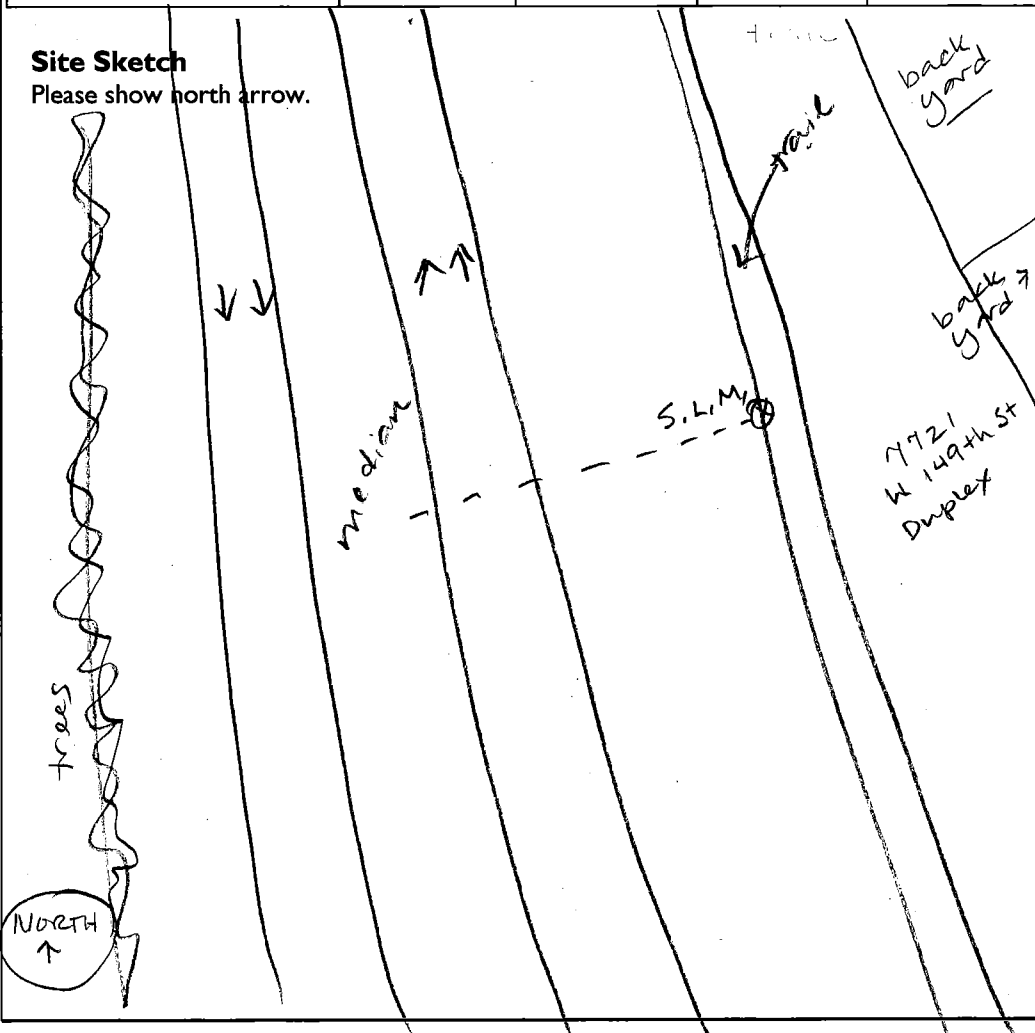 Site Sketch
Please show north arrow.
back
yard
trail
back
yard
S.L.M.
median
7721
W 149th St
Duplex
trees
NORTH